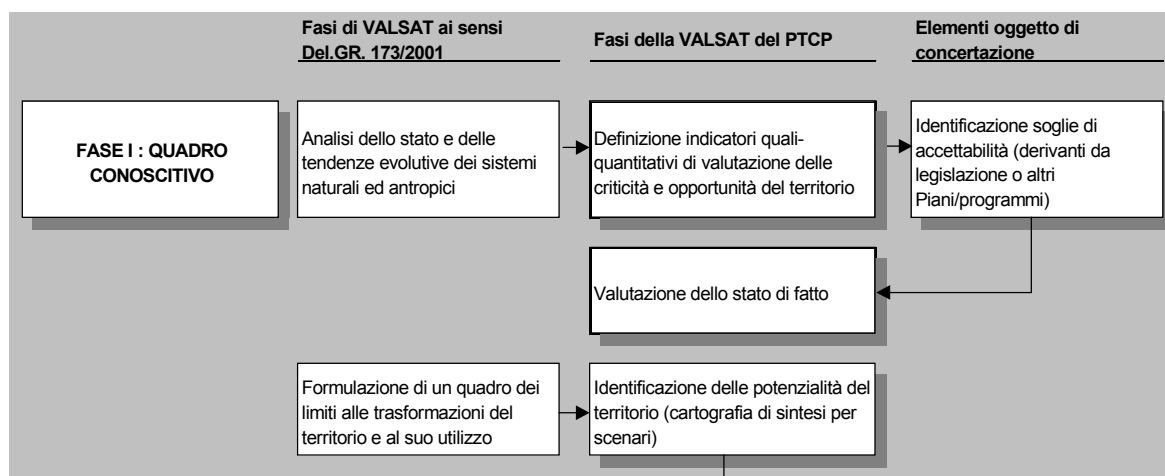 Fasi di VALSAT ai sensi
Del.GR. 173/2001
Fasi della VALSAT del PTCP
Elementi oggetto di
concertazione
FASE I : QUADRO
CONOSCITIVO
Analisi dello stato e delle
tendenze evolutive dei sistemi
naturali ed antropici
Definizione indicatori quali-
quantitativi di valutazione delle
criticità e opportunità del territorio
Identificazione soglie di
accettabilità (derivanti da
legislazione o altri
Piani/programmi)
Valutazione dello stato di fatto
Formulazione di un quadro dei
limiti alle trasformazioni del
territorio e al suo utilizzo
Identificazione delle potenzialità del
territorio (cartografia di sintesi per
scenari)